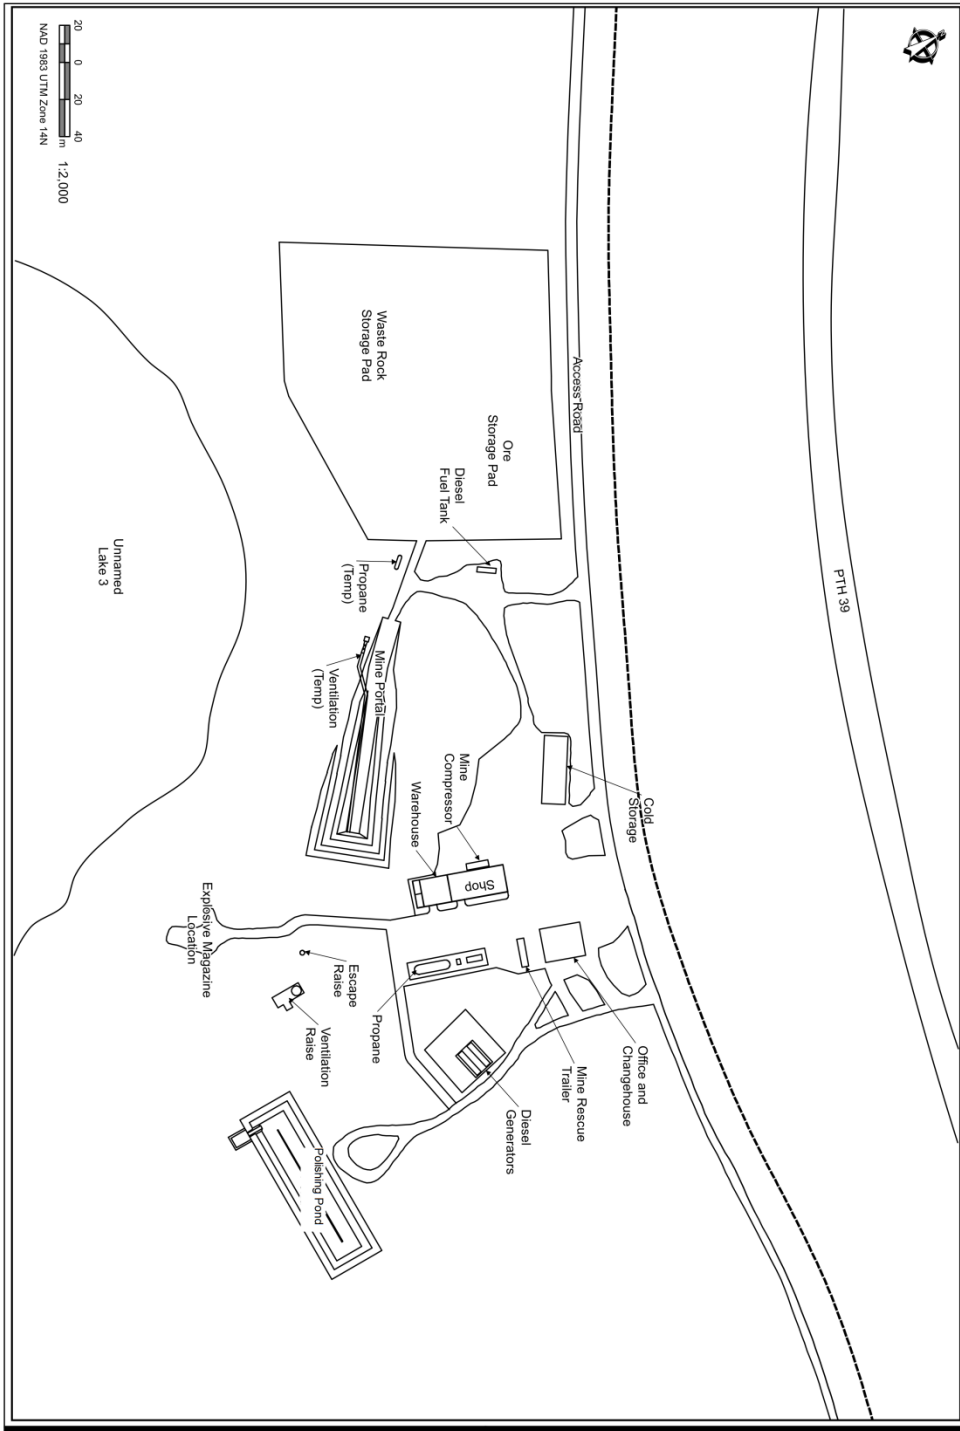 PTH 39
Access Road
Cold
Storage
Office and
Changehouse
Mine Rescue
Trailer
Diesel
Generators
Ore
Storage Pad
Diesel
Fuel Tank
Mine
Compressor
Warehouse
Shop
Waste Rock
Storage Pad
Propane
(Temp)
Mine Portal
Ventilation
(Temp)
Propane
Escape
Raise
Ventilation
Raise
Explosive Magazine
Location
Polishing Pond
Unnamed
Lake 3
20 0 20 40
m
1:2,000
NAD 1983 UTM Zone 14N